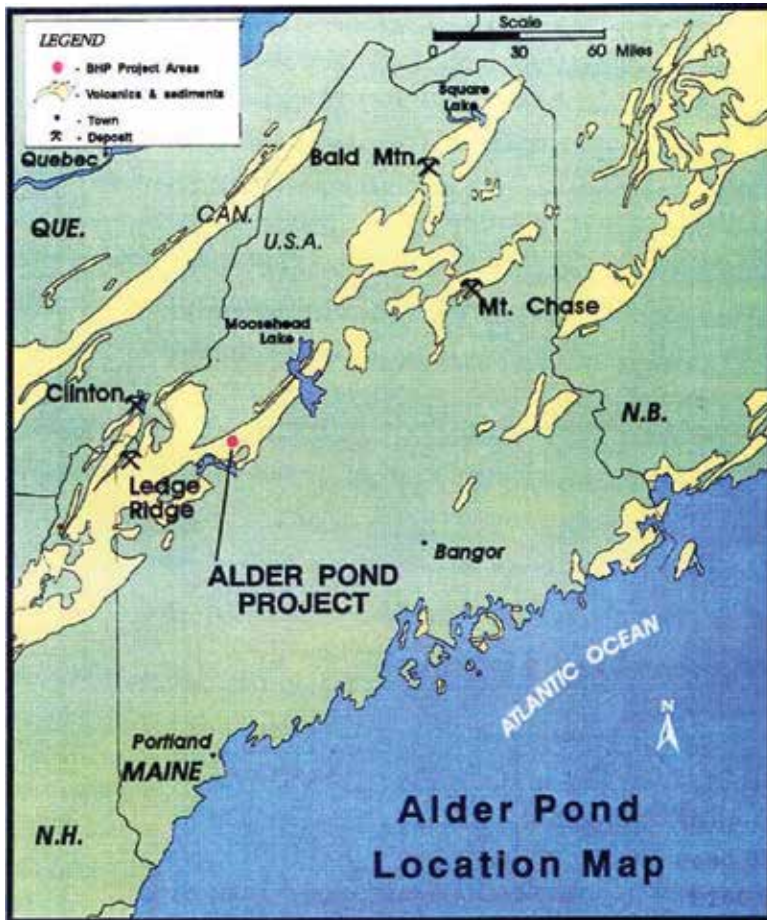 LEGEND
- BHP Project Areas
- Volcanics & sediments
- Town
- Deposit
Scale
0 30 60 Miles
Quebec
QUE.
CAN.
U.S.A.
Square
Lake
Bald Mtn
Mt. Chase
Moosehead
Lake
Clinton
N.B.
Ledge
Ridge
Bangor
ALDER POND
PROJECT
ATLANTIC OCEAN
N
Portland
MAINE
N.H.
Alder Pond
Location Map